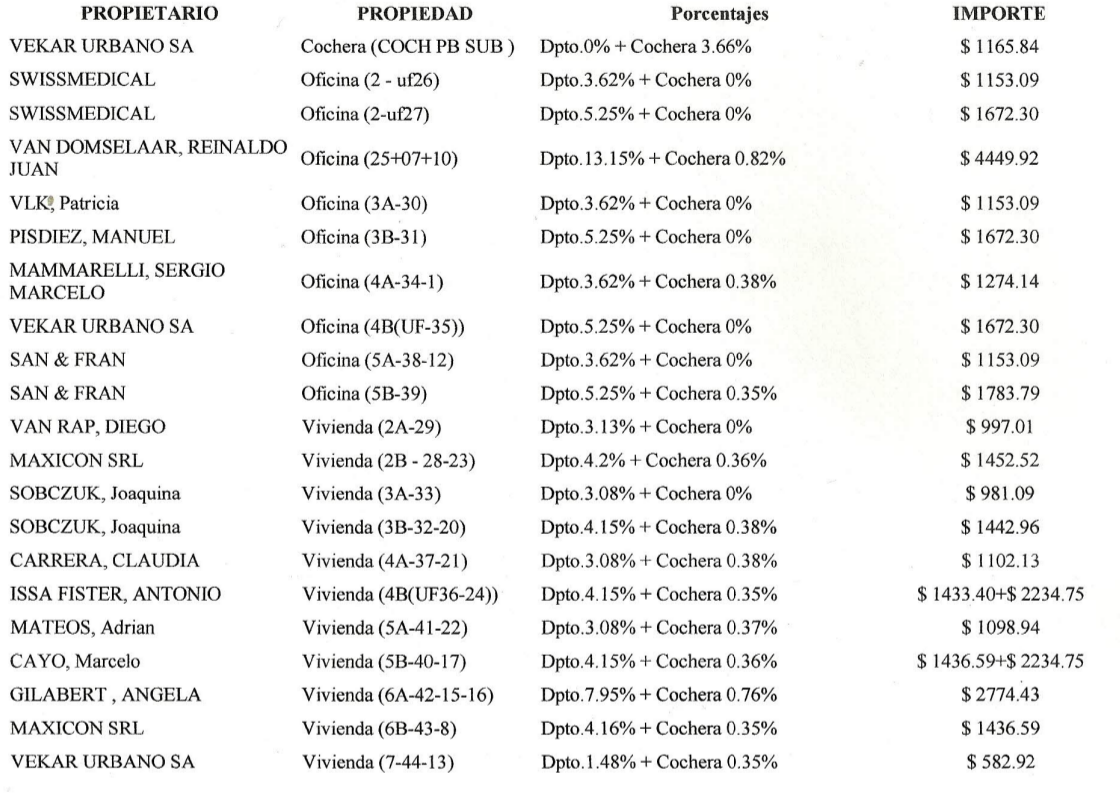 PROPIETARIO PROPIEDAD Porcentajes IMPORTE
VEKAR URBANO SA Cochera (COCH PB SUB ) Dpto.0% + Cochera 3.66% $ 1165.84
SWISSMEDICAL Oficina (2 - uf26) Dpto.3.62% + Cochera 0% $ 1153.09
SWISSMEDICAL Oficina (2-uf27) Dpto.5.25% + Cochera 0% $ 1672.30
VAN DOMSELAAR, REINALDO
JUAN Oficina (25+07+10) Dpto.13.15% + Cochera 0.82% $ 4449.92
VLK, Patricia Oficina (3A-30) Dpto.3.62% + Cochera 0% $ 1153.09
PISDIEZ, MANUEL Oficina (3B-31) Dpto.5.25% + Cochera 0% $ 1672.30
MAMMARELLI, SERGIO
MARCELO Oficina (4A-34-1) Dpto.3.62% + Cochera 0.38% $ 1274.14
VEKAR URBANO SA Oficina (4B(UF-35)) Dpto.5.25% + Cochera 0% $ 1672.30
SAN & FRAN Oficina (5A-38-12) Dpto.3.62% + Cochera 0% $ 1153.09
SAN & FRAN Oficina (5B-39) Dpto.5.25% + Cochera 0.35% $ 1783.79
VAN RAP, DIEGO Vivienda (2A-29) Dpto.3.13% + Cochera 0% $ 997.01
MAXICON SRL Vivienda (2B - 28-23) Dpto.4.2% + Cochera 0.36% $ 1452.52
SOBCZUK, Joaquina Vivienda (3A-33) Dpto.3.08% + Cochera 0% $ 981.09
SOBCZUK, Joaquina Vivienda (3B-32-20) Dpto.4.15% + Cochera 0.38% $ 1442.96
CARRERA, CLAUDIA Vivienda (4A-37-21) Dpto.3.08% + Cochera 0.38% $ 1102.13
ISSA FISTER, ANTONIO Vivienda (4B(UF36-24)) Dpto.4.15% + Cochera 0.35% $ 1433.40+$ 2234.75
MATEOS, Adrian Vivienda (5A-41-22) Dpto.3.08% + Cochera 0.37% $ 1098.94
CAYO, Marcelo Vivienda (5B-40-17) Dpto.4.15% + Cochera 0.36% $ 1436.59+$ 2234.75
GILABERT , ANGELA Vivienda (6A-42-15-16) Dpto.7.95% + Cochera 0.76% $ 2774.43
MAXICON SRL Vivienda (6B-43-8) Dpto.4.16% + Cochera 0.35% $ 1436.59
VEKAR URBANO SA Vivienda (7-44-13) Dpto.1.48% + Cochera 0.35% $ 582.92